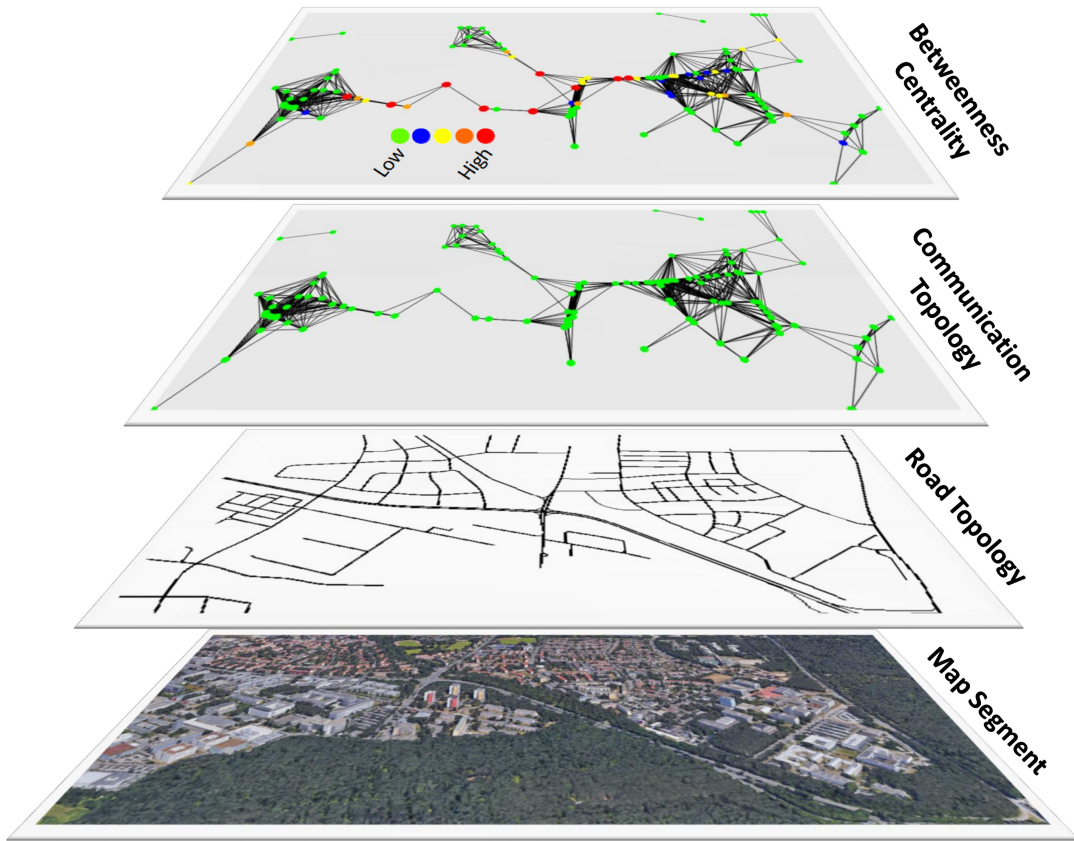 Betweenness
Centrality
Low
High
Communication
Topology
Road Topology
Map Segment